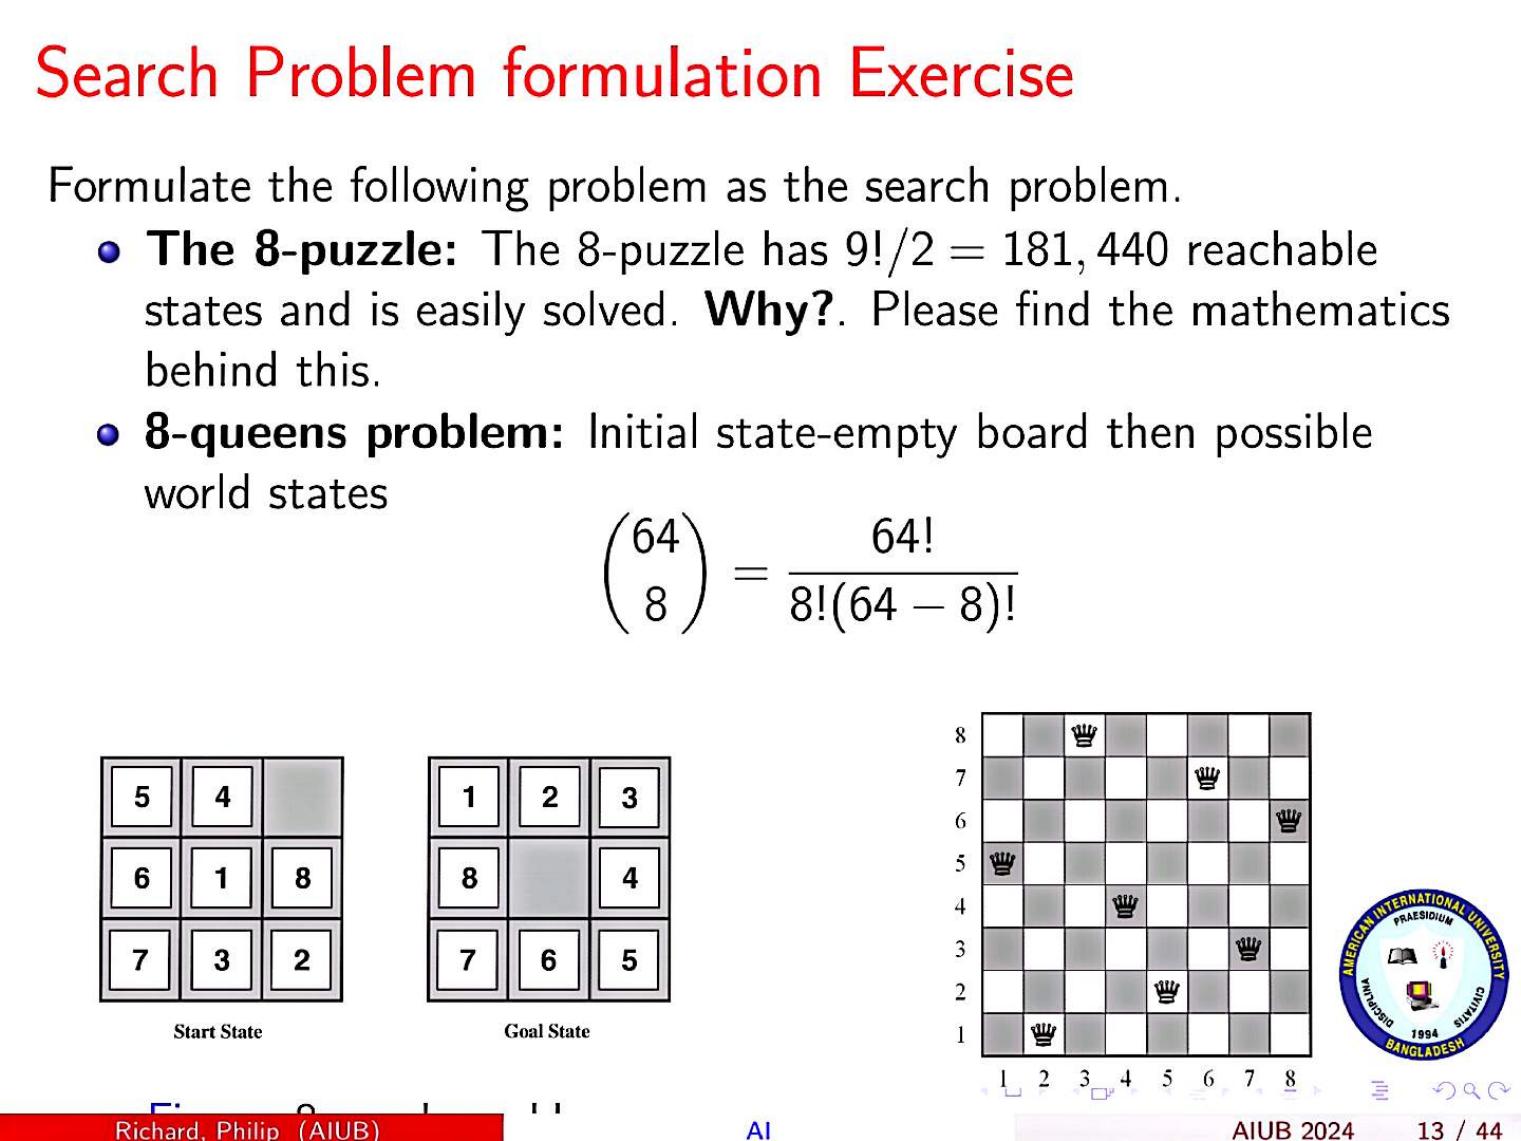 Search Problem formulation Exercise
Formulate the following problem as the search problem.
The 8-puzzle: The 8-puzzle has 9!/2 = 181, 440 reachable
states and is easily solved. Why?. Please find the mathematics
behind this.
8-queens problem: Initial state-empty board then possible
world states
(64 8) = 64! / 8!(64 − 8)!
5 4
6 1 8
7 3 2
Start State
1 2 3
8 4
7 6 5
Goal State
8
7
6
5
4
3
2
1
1 2 3 4 5 6 7 8
AMERICAN INTERNATIONAL UNIVERSITY
PRAESIDIUM
DISCIPLINA
CIVITATIS
1994
BANGLADESH
Richard, Philip (AIUB)
AI
AIUB 2024
13 / 44